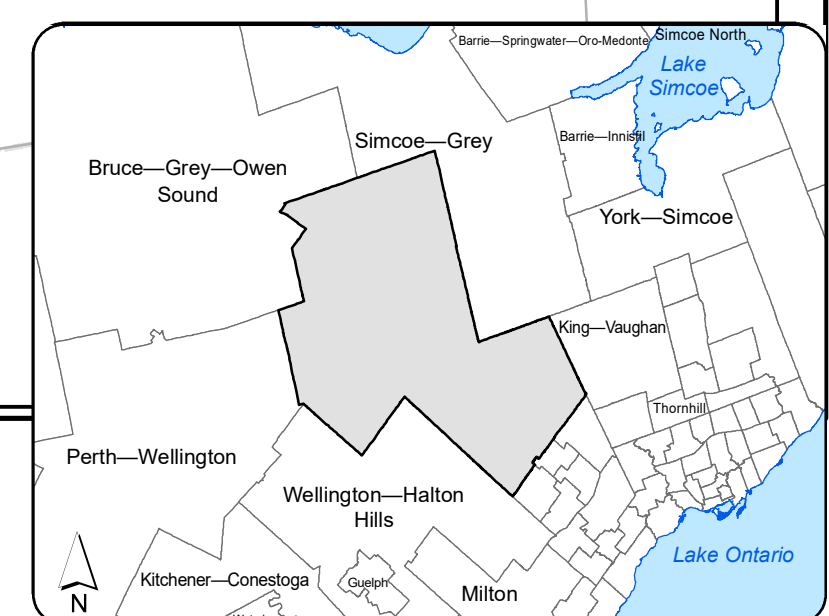 Barrie—Springwater—Oro-Medonte
Simcoe North
Lake
Simcoe
Simcoe—Grey
Barrie—Innisfil
Bruce—Grey—Owen
Sound
York—Simcoe
King—Vaughan
Thornhill
Perth—Wellington
Wellington—Halton
Hills
Lake Ontario
Kitchener—Conestoga
Guelph
Milton
N